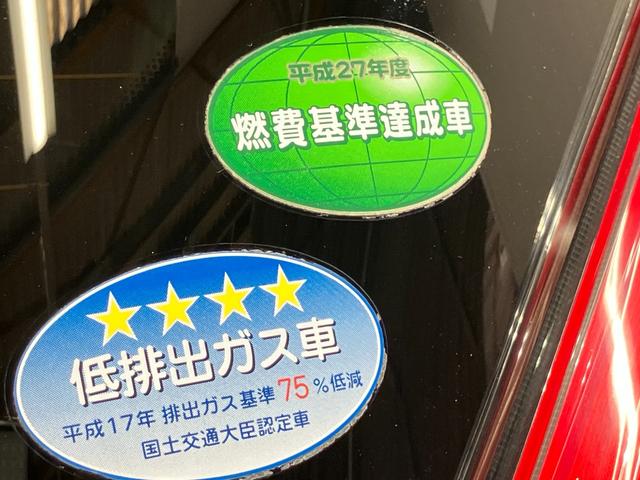 平成27年度
燃費基準達成車
低排出ガス車
平成17年 排出ガス基準 75%低減
国土交通大臣認定車